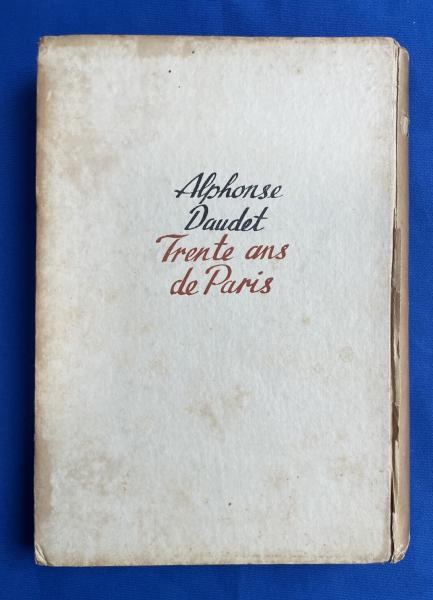 Alphonse
Daudet
Trente ans
de Paris